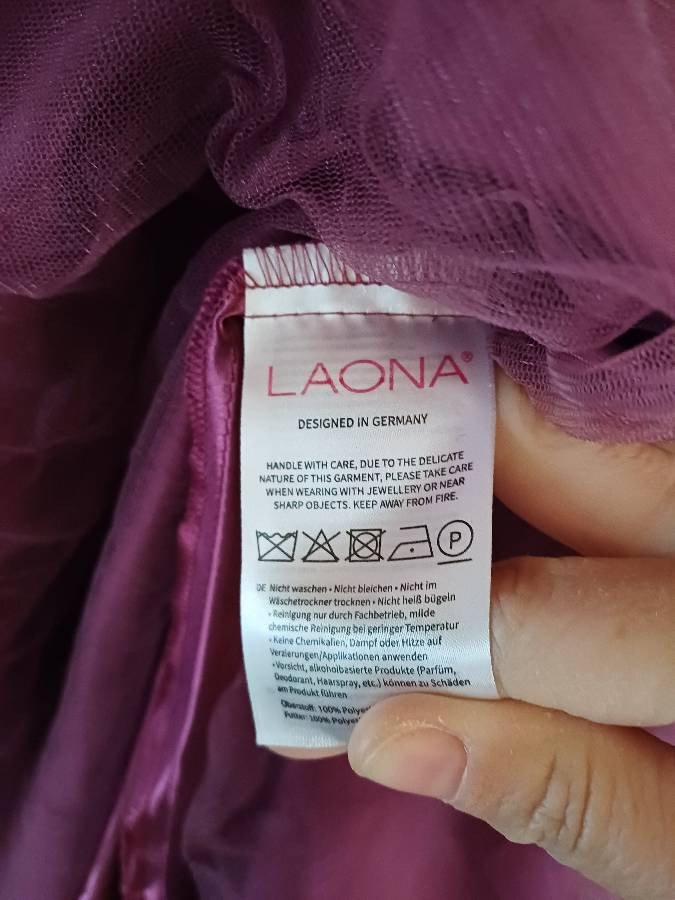 LAONA®
DESIGNED IN GERMANY
HANDLE WITH CARE, DUE TO THE DELICATE
NATURE OF THIS GARMENT, PLEASE TAKE CARE
WHEN WEARING WITH JEWELLERY OR NEAR
SHARP OBJECTS. KEEP AWAY FROM FIRE.
P
DE Nicht waschen • Nicht bleichen • Nicht im
Wäschetrockner trocknen • Nicht heiß bügeln
• Reinigung nur durch Fachbetrieb, milde
chemische Reinigung bei geringer Temperatur
• Keine Chemikalien, Dampf oder Hitze auf
Verzierungen/Applikationen anwenden
• Vorsicht, alkoholbasierte Produkte (Parfüm,
Deodorant, Haarspray, etc.) können zu Schäden
am Produkt führen
Oberstoff: 100%
Futter: 100%